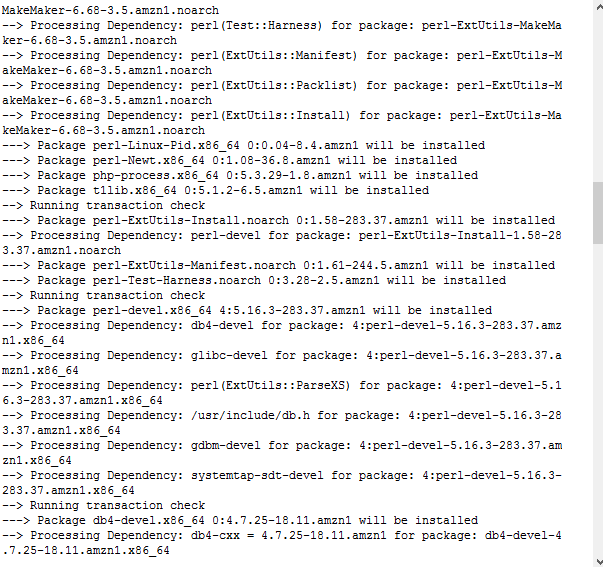 MakeMaker-6.68-3.5.amzn1.noarch
--> Processing Dependency: perl(Test::Harness) for package: perl-ExtUtils-MakeMa
ker-6.68-3.5.amzn1.noarch
--> Processing Dependency: perl(ExtUtils::Manifest) for package: perl-ExtUtils-M
akeMaker-6.68-3.5.amzn1.noarch
--> Processing Dependency: perl(ExtUtils::Packlist) for package: perl-ExtUtils-M
akeMaker-6.68-3.5.amzn1.noarch
--> Processing Dependency: perl(ExtUtils::Install) for package: perl-ExtUtils-Ma
keMaker-6.68-3.5.amzn1.noarch
---> Package perl-Linux-Pid.x86_64 0:0.04-8.4.amzn1 will be installed
---> Package perl-Newt.x86_64 0:1.08-36.8.amzn1 will be installed
---> Package php-process.x86_64 0:5.3.29-1.8.amzn1 will be installed
---> Package t1lib.x86_64 0:5.1.2-6.5.amzn1 will be installed
--> Running transaction check
---> Package perl-ExtUtils-Install.noarch 0:1.58-283.37.amzn1 will be installed
--> Processing Dependency: perl-devel for package: perl-ExtUtils-Install-1.58-28
3.37.amzn1.noarch
---> Package perl-ExtUtils-Manifest.noarch 0:1.61-244.5.amzn1 will be installed
---> Package perl-Test-Harness.noarch 0:3.28-2.5.amzn1 will be installed
--> Running transaction check
---> Package perl-devel.x86_64 4:5.16.3-283.37.amzn1 will be installed
--> Processing Dependency: db4-devel for package: 4:perl-devel-5.16.3-283.37.amz
n1.x86_64
--> Processing Dependency: glibc-devel for package: 4:perl-devel-5.16.3-283.37.a
mzn1.x86_64
--> Processing Dependency: perl(ExtUtils::ParseXS) for package: 4:perl-devel-5.1
6.3-283.37.amzn1.x86_64
--> Processing Dependency: /usr/include/db.h for package: 4:perl-devel-5.16.3-28
3.37.amzn1.x86_64
--> Processing Dependency: gdbm-devel for package: 4:perl-devel-5.16.3-283.37.am
zn1.x86_64
--> Processing Dependency: systemtap-sdt-devel for package: 4:perl-devel-5.16.3-
283.37.amzn1.x86_64
--> Running transaction check
---> Package db4-devel.x86_64 0:4.7.25-18.11.amzn1 will be installed
--> Processing Dependency: db4-cxx = 4.7.25-18.11.amzn1 for package: db4-devel-4
.7.25-18.11.amzn1.x86_64